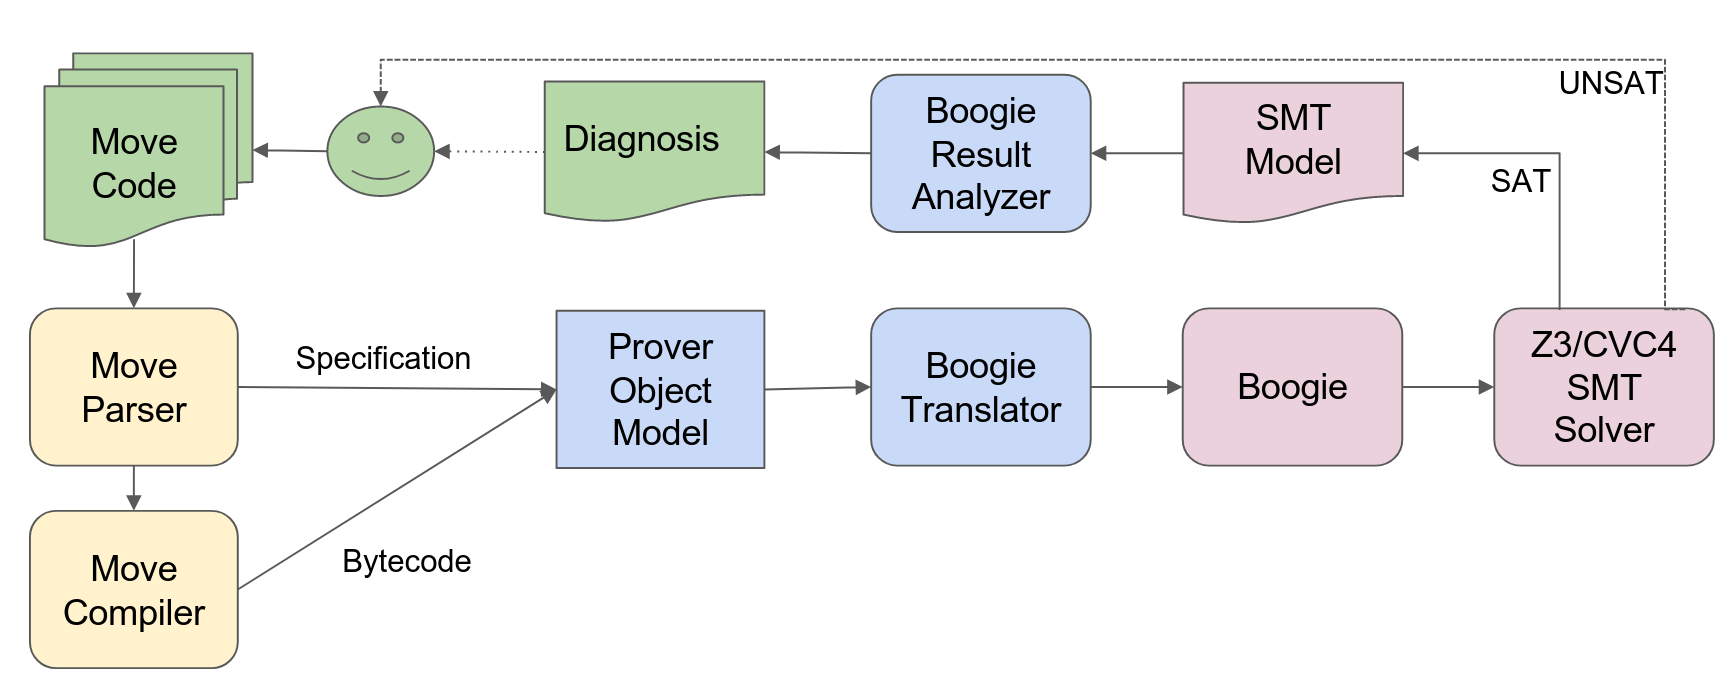 UNSAT
Move
Code
Diagnosis
Boogie
Result
Analyzer
SMT
Model
SAT
Move
Parser
Specification
Prover
Object
Model
Boogie
Translator
Boogie
Z3/CVC4
SMT
Solver
Move
Compiler
Bytecode